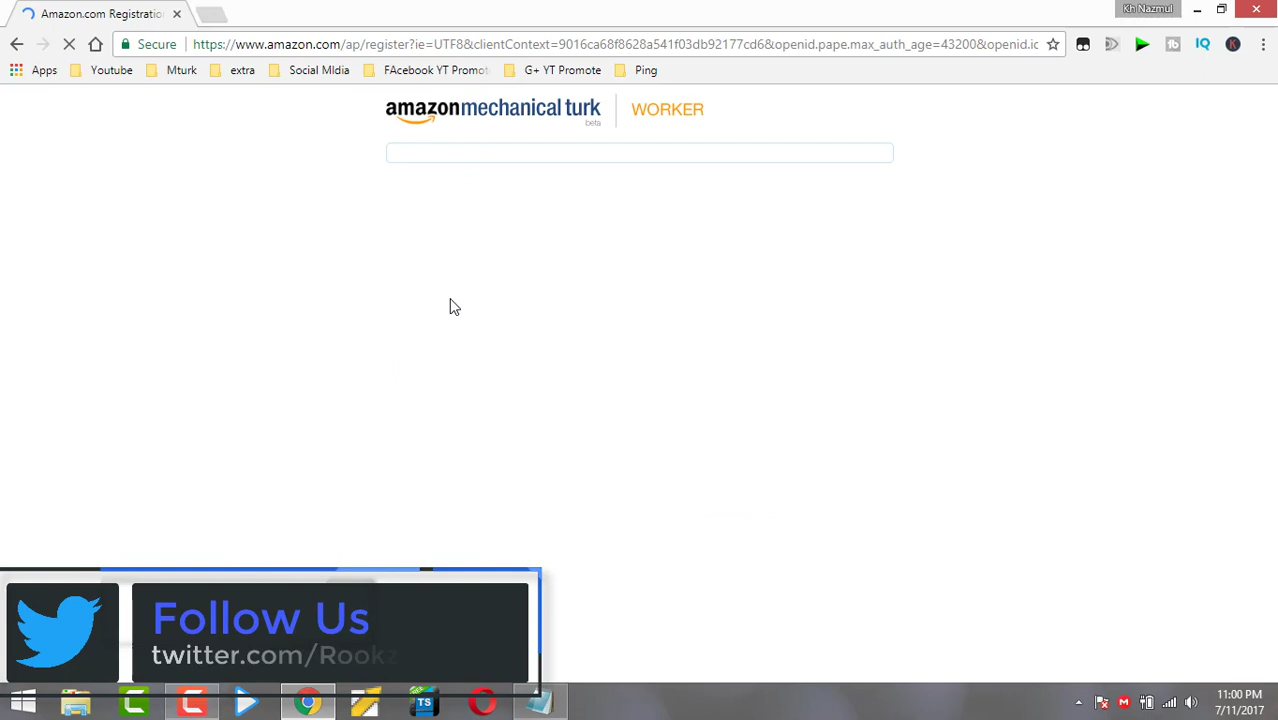 Amazon.com Registratio
Kh Nazmul
Secure
https://www.amazon.com/ap/register?ie=UTF8&clientContext=9016ca68f8628a541f03db92177cd6&openid.pape.max_auth_age=43200&openid.ic
Apps
Youtube
Mturk
extra
Social MIdia
FAcebook YT Promot
G+ YT Promote
Ping
amazonmechanical turk
beta
WORKER
Follow Us
twitter.com/Rookz
TS
11:00 PM
7/11/2017